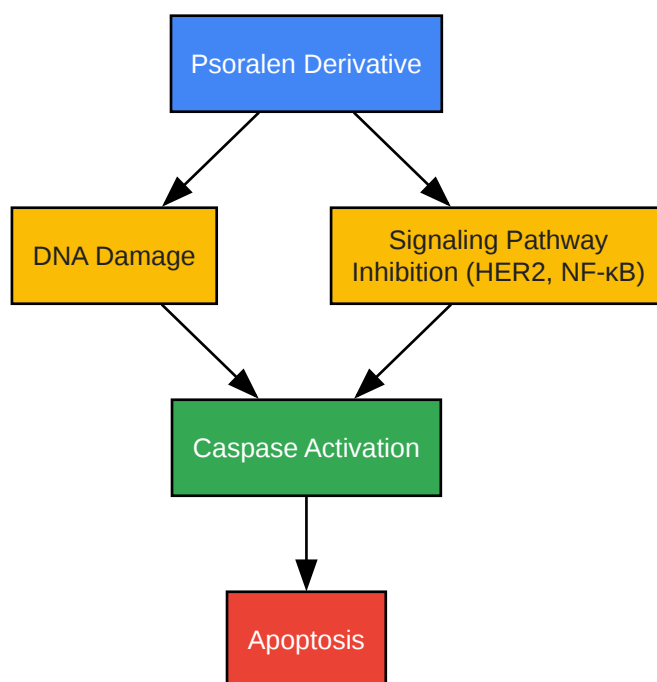 Psoralen Derivative
DNA Damage
Signaling Pathway
Inhibition (HER2, NF-κB)
Caspase Activation
Apoptosis